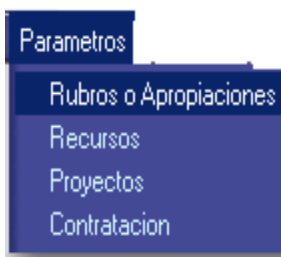 Parametros
Rubros o Apropiaciones
Recursos
Proyectos
Contratacion